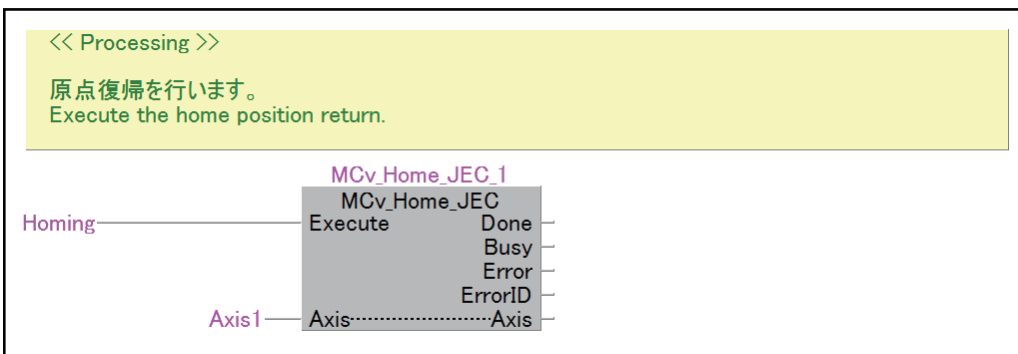 << Processing >>
原点復帰を行います。
Execute the home position return.
MCv_Home_JEC_1
MCv_Home_JEC
Homing Execute Done
Busy
Error
ErrorID
Axis1 Axis Axis